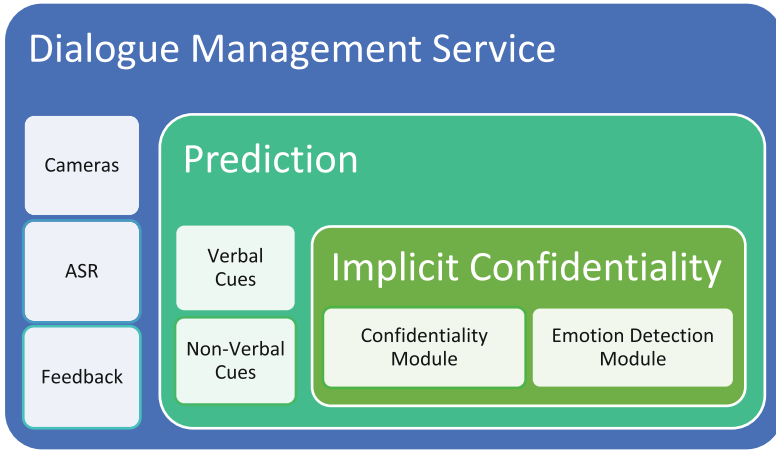 Dialogue Management Service
Cameras
ASR
Feedback
Prediction
Verbal
Cues
Non-Verbal
Cues
Implicit Confidentiality
Confidentiality
Module
Emotion Detection
Module